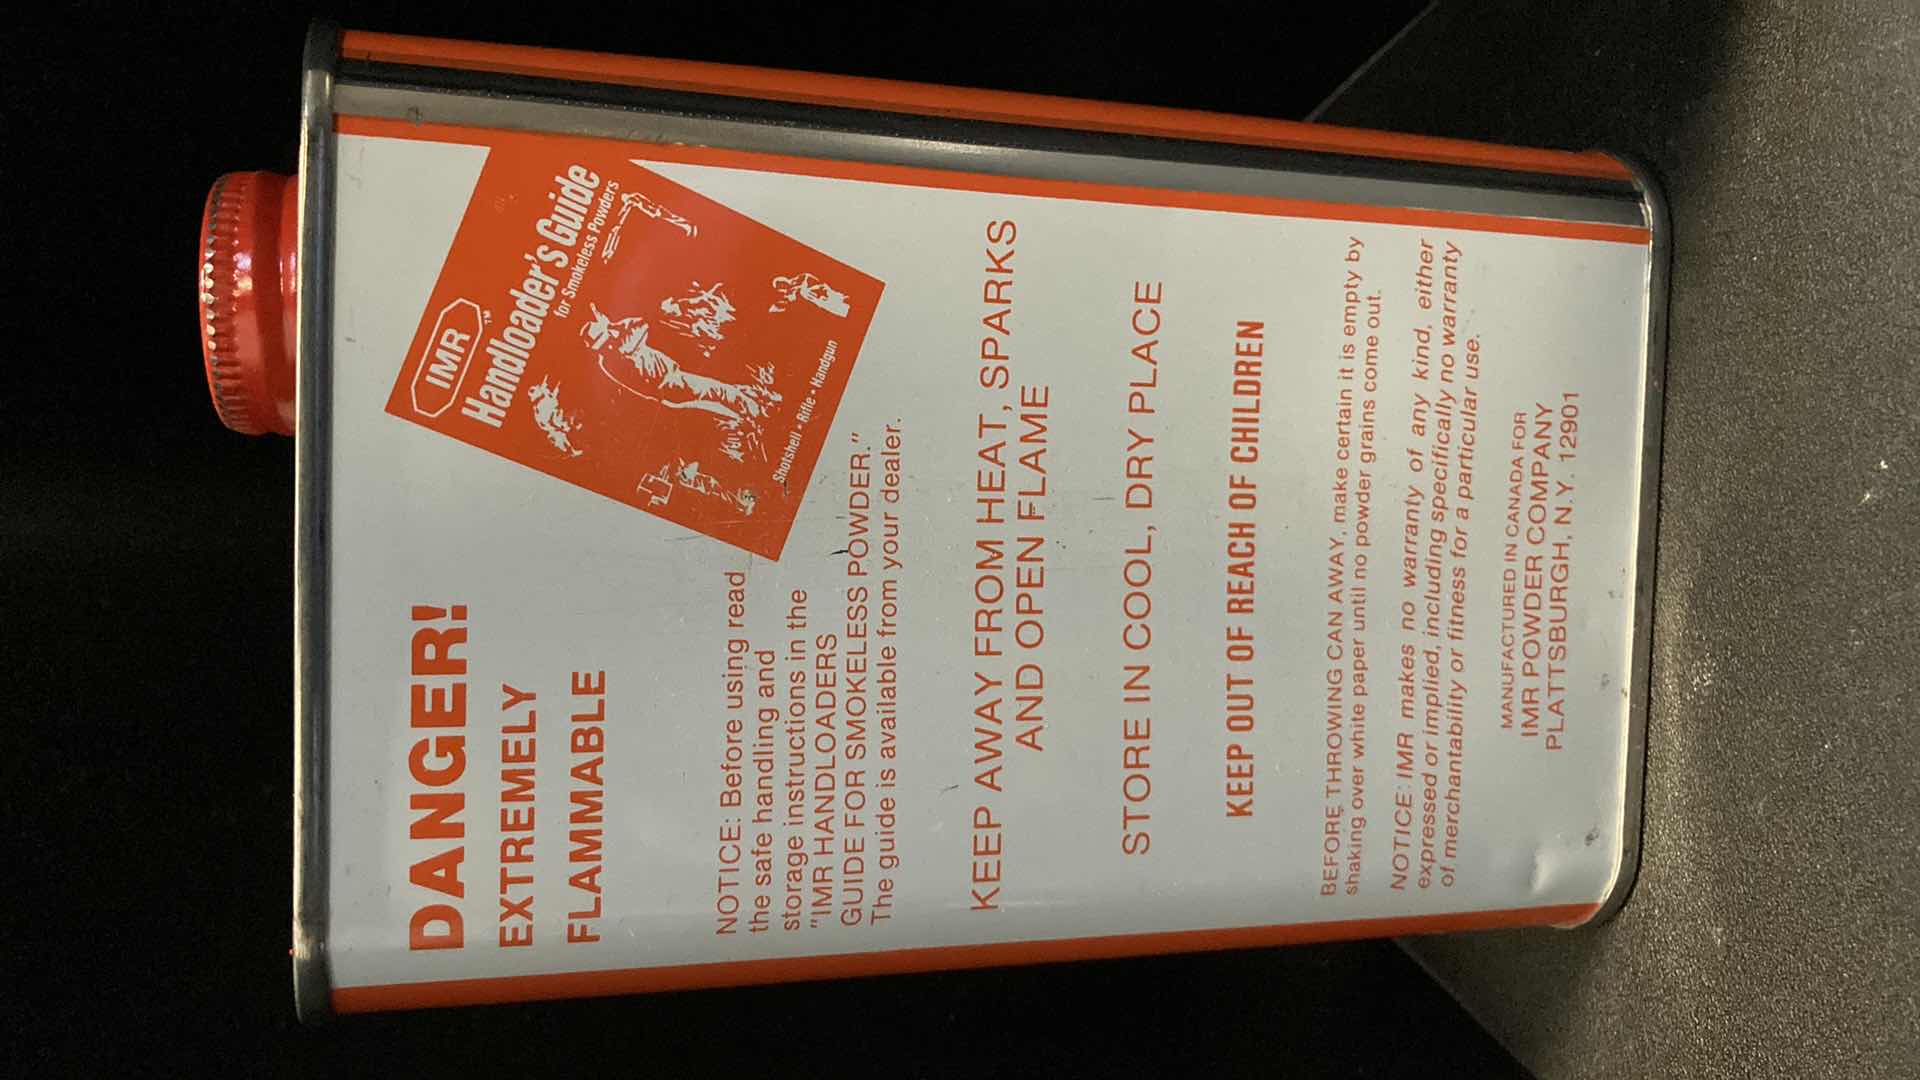 DANGER!
EXTREMELY
FLAMMABLE
IMR
™
Handloader's Guide
for Smokeless Powders
Shotshell • Rifle • Handgun
NOTICE: Before using read
the safe handling and
storage instructions in the
"IMR HANDLOADERS
GUIDE FOR SMOKELESS POWDER."
The guide is available from your dealer.
KEEP AWAY FROM HEAT, SPARKS
AND OPEN FLAME
STORE IN COOL, DRY PLACE
KEEP OUT OF REACH OF CHILDREN
BEFORE THROWING CAN AWAY, make certain it is empty by
shaking over white paper until no powder grains come out.
NOTICE: IMR makes no warranty of any kind, either
expressed or implied, including specifically no warranty
of merchantability or fitness for a particular use.
MANUFACTURED IN CANADA FOR
IMR POWDER COMPANY
PLATTSBURGH, N.Y. 12901